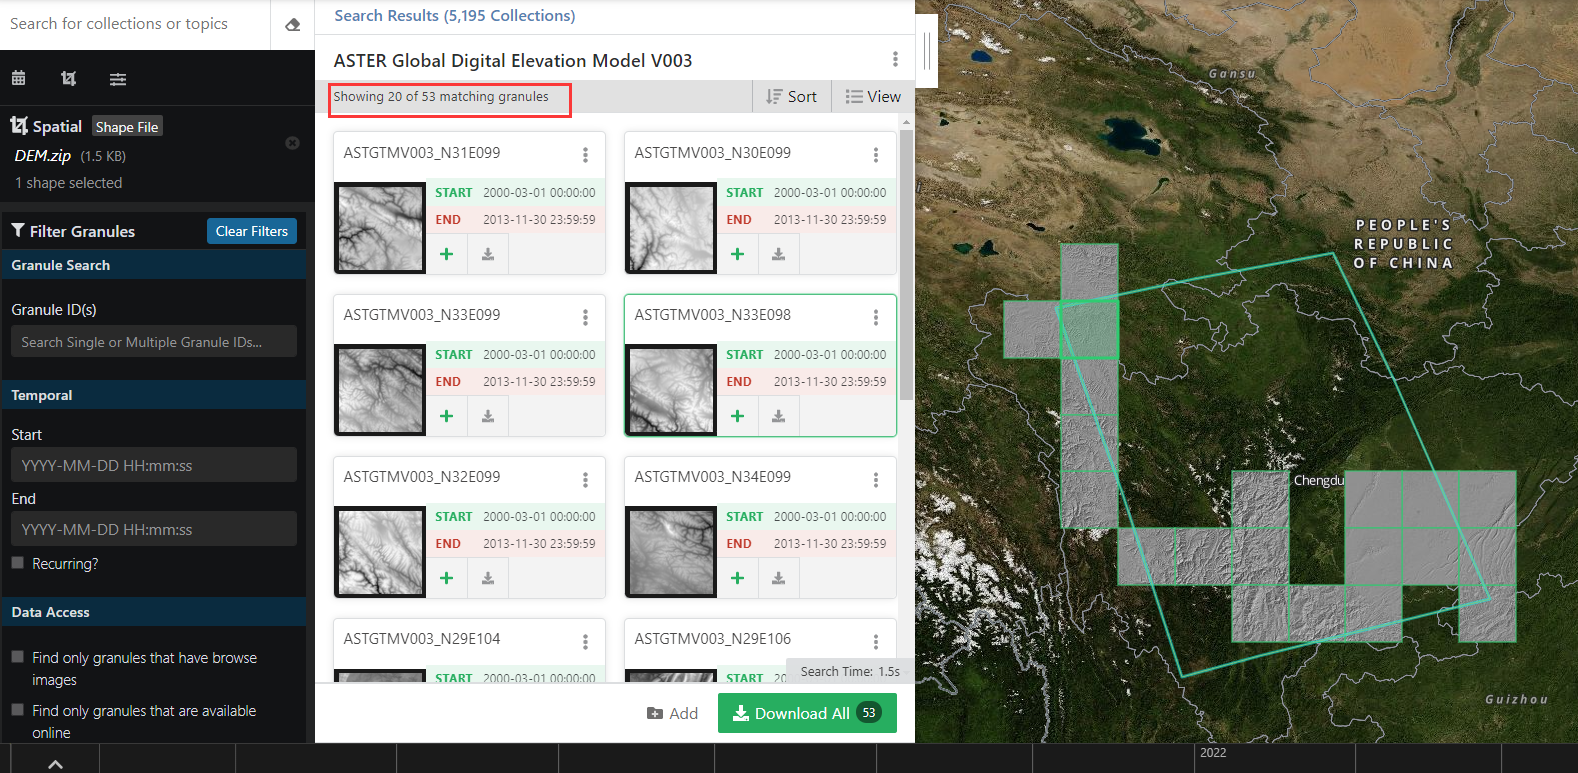 Search for collections or topics
Spatial Shape File
DEM.zip (1.5 KB)
1 shape selected
Filter Granules Clear Filters
Granule Search
Granule ID(s)
Search Single or Multiple Granule IDs...
Temporal
Start
YYYY-MM-DD HH:mm:ss
End
YYYY-MM-DD HH:mm:ss
Recurring?
Data Access
Find only granules that have browse
images
Find only granules that are available
online
Search Results (5,195 Collections)
ASTER Global Digital Elevation Model V003
Showing 20 of 53 matching granules
Sort View
ASTGTMV003_N31E099
START 2000-03-01 00:00:00
END 2013-11-30 23:59:59
ASTGTMV003_N30E099
START 2000-03-01 00:00:00
END 2013-11-30 23:59:59
ASTGTMV003_N33E099
START 2000-03-01 00:00:00
END 2013-11-30 23:59:59
ASTGTMV003_N33E098
START 2000-03-01 00:00:00
END 2013-11-30 23:59:59
ASTGTMV003_N32E099
START 2000-03-01 00:00:00
END 2013-11-30 23:59:59
ASTGTMV003_N34E099
START 2000-03-01 00:00:00
END 2013-11-30 23:59:59
ASTGTMV003_N29E104
START 2000-03-01 00:00:00
ASTGTMV003_N29E106
START 20
Search Time: 1.5s
Add
Download All 53
Gansu
PEOPLE'S
REPUBLIC
OF CHINA
Chengdu
Guizhou
2022